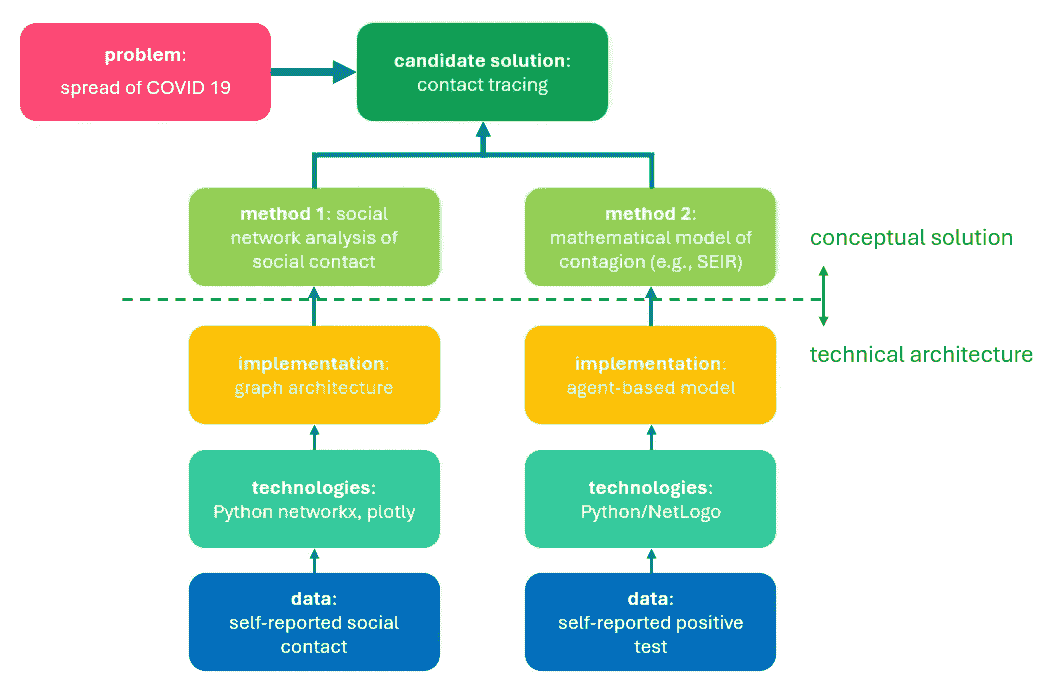 problem:
spread of COVID 19
candidate solution:
contact tracing
method 1: social
network analysis of
social contact
method 2:
mathematical model of
contagion (e.g., SEIR)
conceptual solution
technical architecture
implementation:
graph architecture
implementation:
agent-based model
technologies:
Python networkx, plotly
technologies:
Python/NetLogo
data:
self-reported social
contact
data:
self-reported positive
test